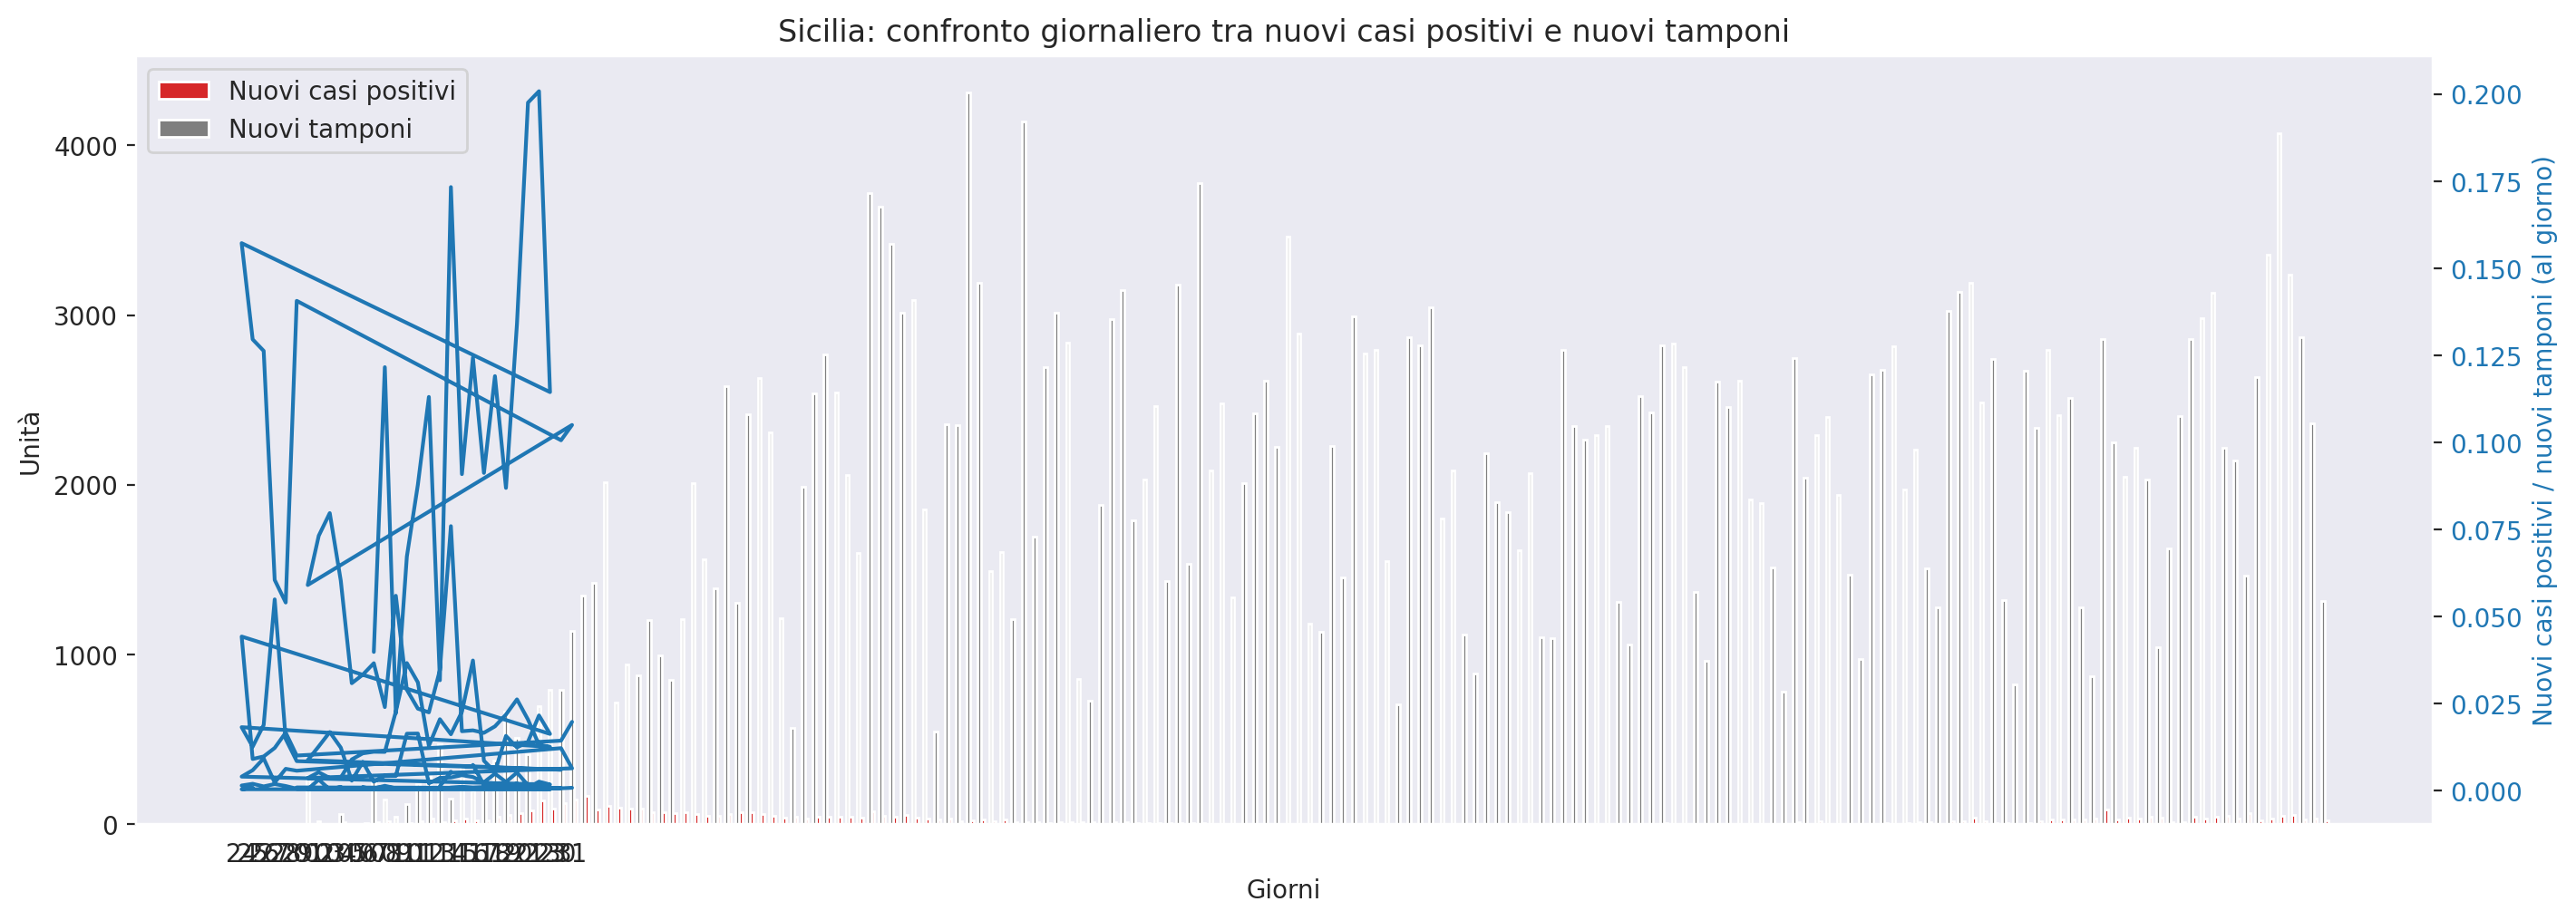 Sicilia: confronto giornaliero tra nuovi casi positivi e nuovi tamponi
Nuovi casi positivi
Nuovi tamponi
4000
3000
2000
1000
0
Unità
0.200
0.175
0.150
0.125
0.100
0.075
0.050
0.025
0.000
Nuovi casi positivi / nuovi tamponi (al giorno)
Giorni